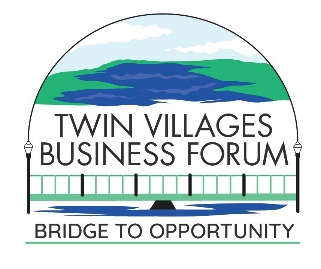 TWIN VILLAGES
BUSINESS FORUM
BRIDGE TO OPPORTUNITY